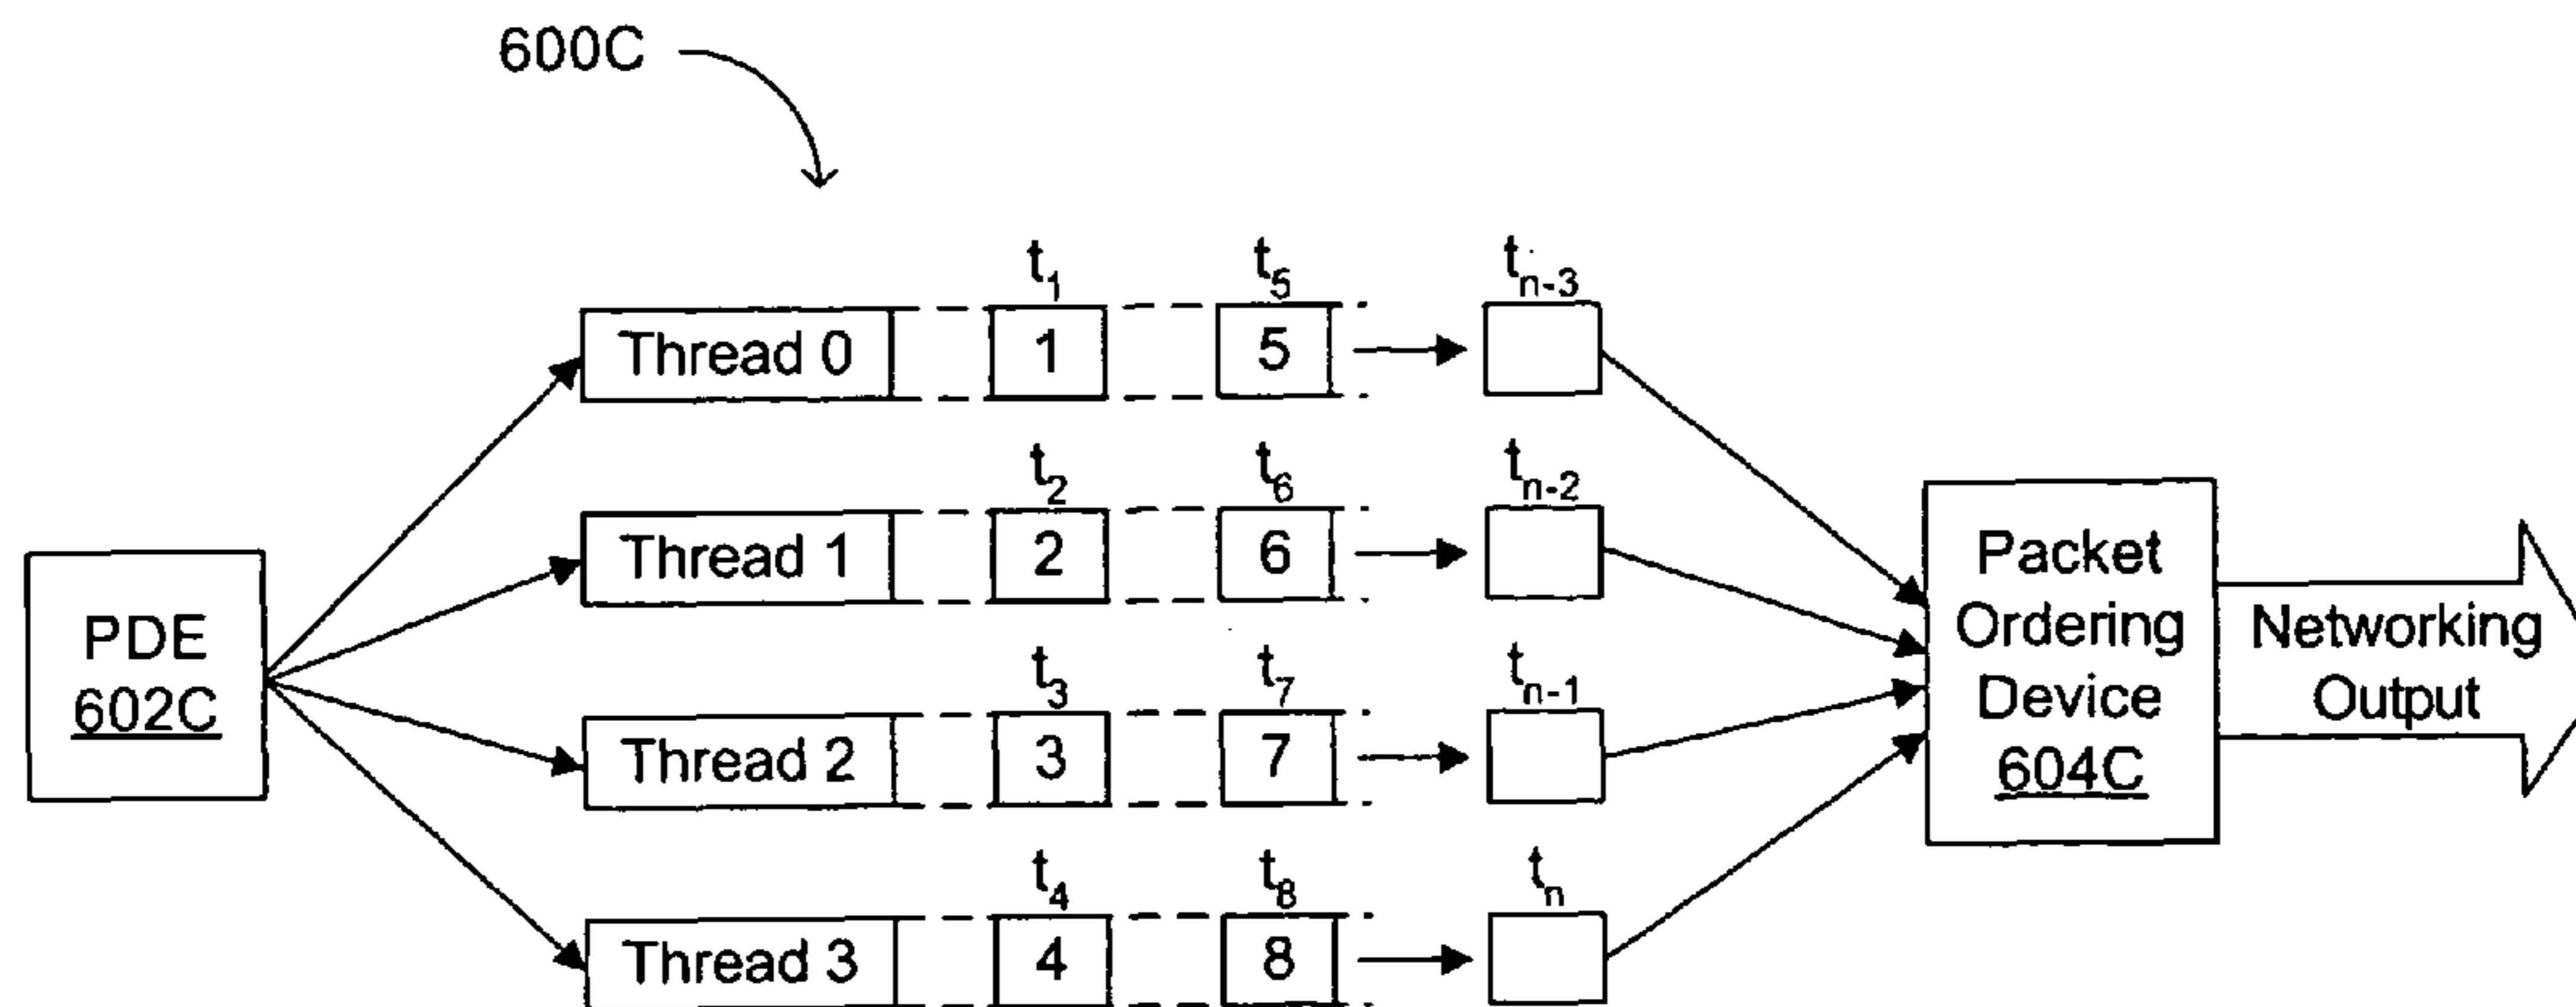 600C
t₁ t₅ tₙ₋₃
Thread 0 1 5
t₂ t₆ tₙ₋₂
Thread 1 2 6
t₃ t₇ tₙ₋₁
Thread 2 3 7
t₄ t₈ tₙ
Thread 3 4 8
PDE
602C
Packet
Ordering
Device
604C
Networking
Output